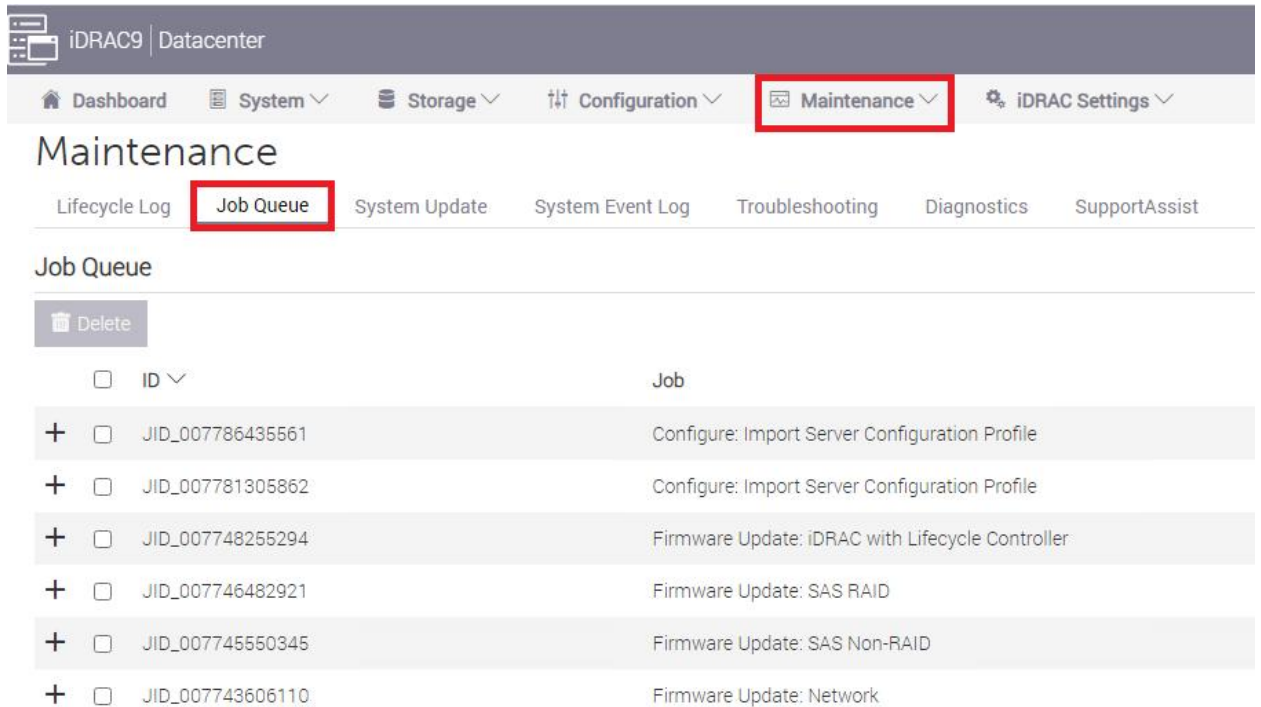 iDRAC9 | Datacenter
Dashboard System Storage Configuration Maintenance iDRAC Settings
Maintenance
Lifecycle Log Job Queue System Update System Event Log Troubleshooting Diagnostics SupportAssist
Job Queue
Delete
ID Job
JID_007786435561 Configure: Import Server Configuration Profile
JID_007781305862 Configure: Import Server Configuration Profile
JID_007748255294 Firmware Update: iDRAC with Lifecycle Controller
JID_007746482921 Firmware Update: SAS RAID
JID_007745550345 Firmware Update: SAS Non-RAID
JID_007743606110 Firmware Update: Network